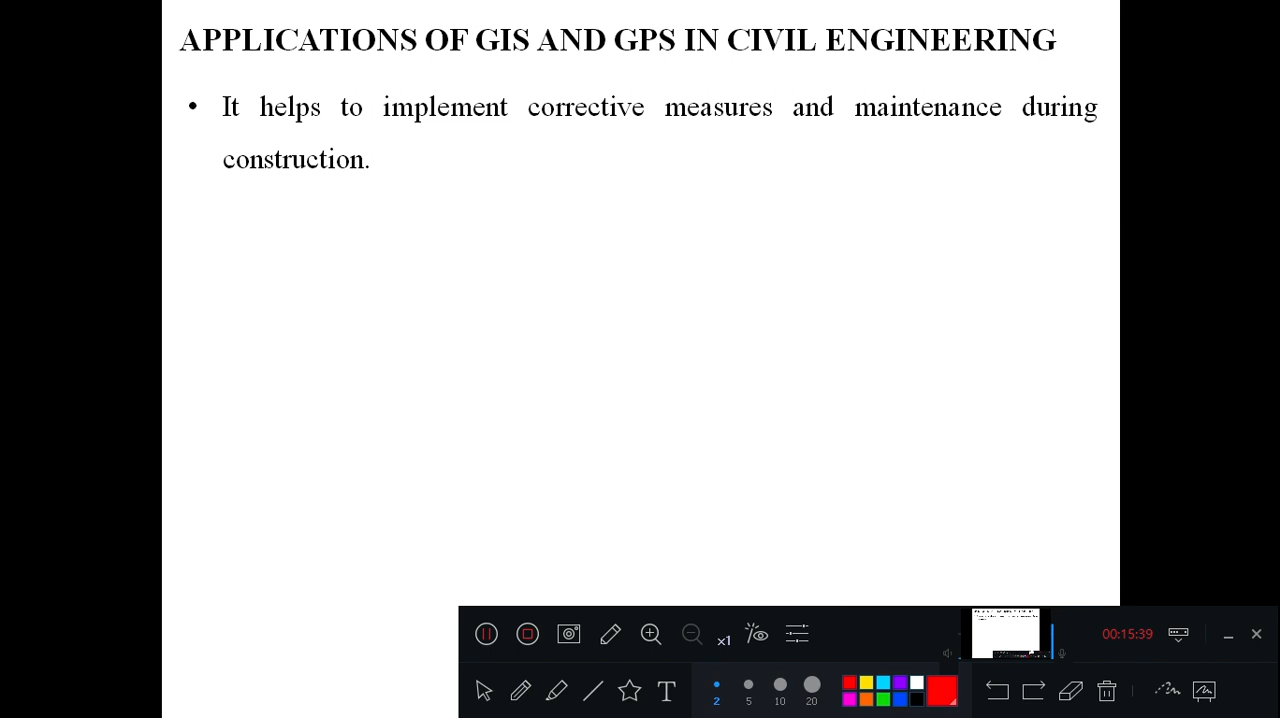 APPLICATIONS OF GIS AND GPS IN CIVIL ENGINEERING
• It helps to implement corrective measures and maintenance during
construction.
x1
00:15:39
T
2 5 10 20